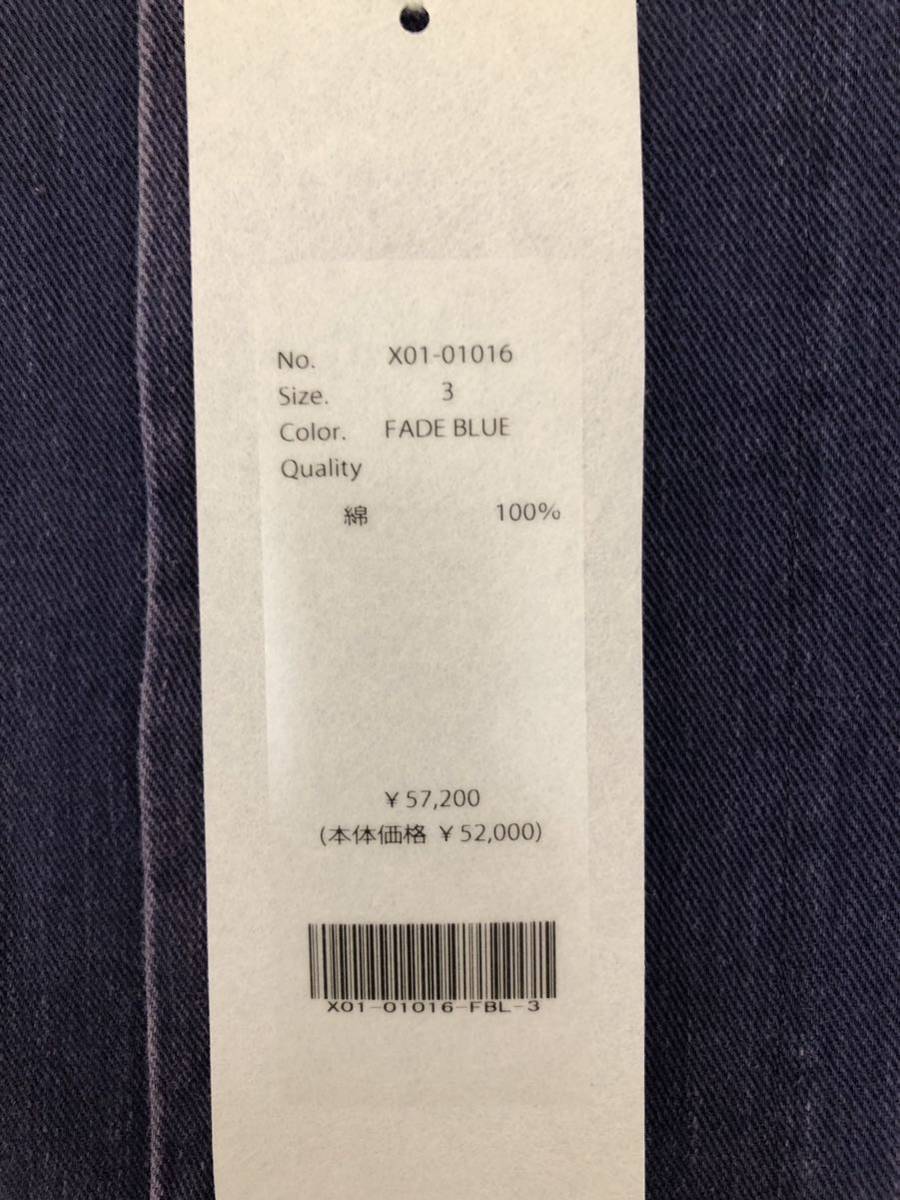 No. X01-01016
Size. 3
Color. FADE BLUE
Quality
綿 100%
¥ 57,200
(本体価格 ¥ 52,000)
X01-01016-FBL-3